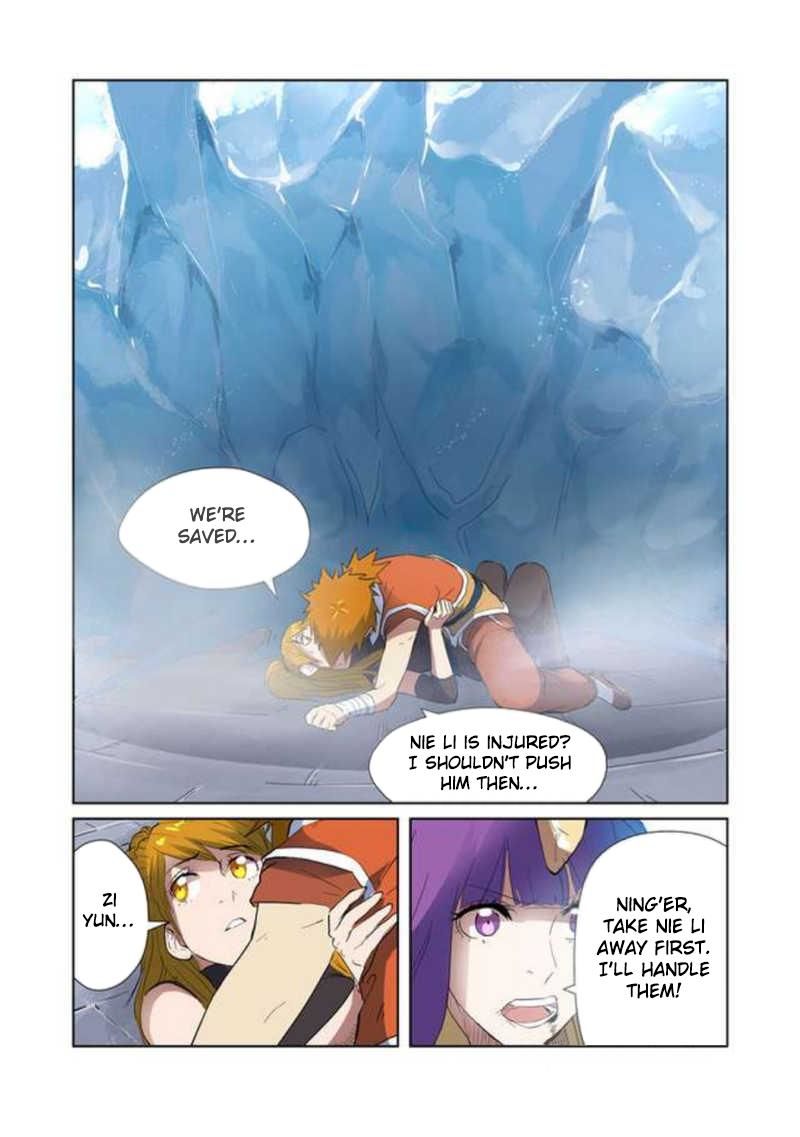 WE'RE
SAVED...
NIE LI IS INJURED?
I SHOULDN'T PUSH
HIM THEN...
ZI
YUN...
NING'ER,
TAKE NIE LI
AWAY FIRST.
I'LL HANDLE
THEM!